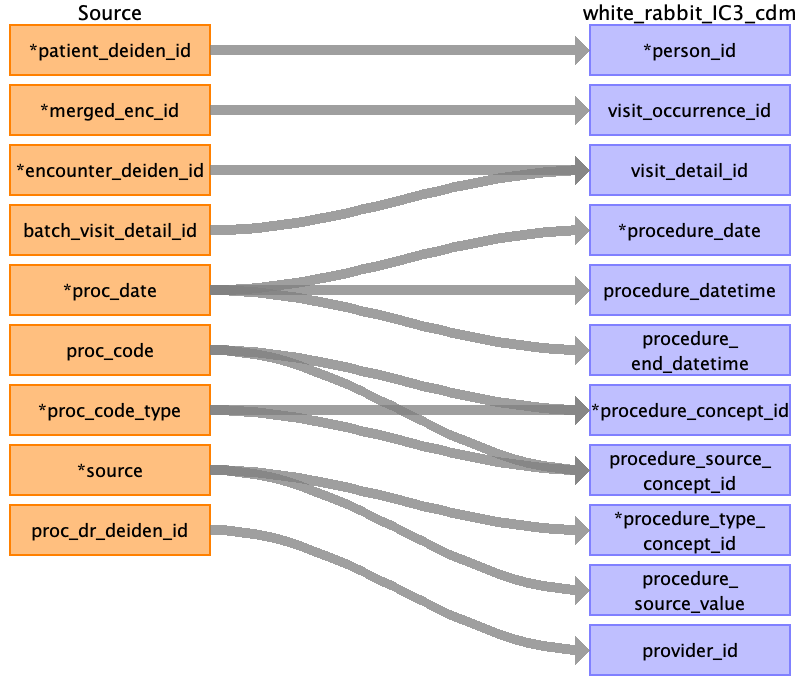 Source
white_rabbit_IC3_cdm
*patient_deiden_id
*person_id
*merged_enc_id
visit_occurrence_id
*encounter_deiden_id
visit_detail_id
batch_visit_detail_id
*procedure_date
*proc_date
procedure_datetime
proc_code
procedure_
end_datetime
*proc_code_type
*procedure_concept_id
*source
procedure_source_
concept_id
proc_dr_deiden_id
*procedure_type_
concept_id
procedure_
source_value
provider_id